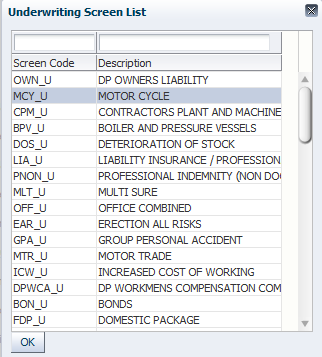 Underwriting Screen List
Screen Code Description
OWN_U DP OWNERS LIABILITY
MCY_U MOTOR CYCLE
CPM_U CONTRACTORS PLANT AND MACHINE
BPV_U BOILER AND PRESSURE VESSELS
DOS_U DETERIORATION OF STOCK
LIA_U LIABILITY INSURANCE / PROFESSION
PNON_U PROFESSIONAL INDEMNITY (NON DOC
MLT_U MULTI SURE
OFF_U OFFICE COMBINED
EAR_U ERECTION ALL RISKS
GPA_U GROUP PERSONAL ACCIDENT
MTR_U MOTOR TRADE
ICW_U INCREASED COST OF WORKING
DPWCA_U DP WORKMENS COMPENSATION COM
BON_U BONDS
FDP_U DOMESTIC PACKAGE
OK